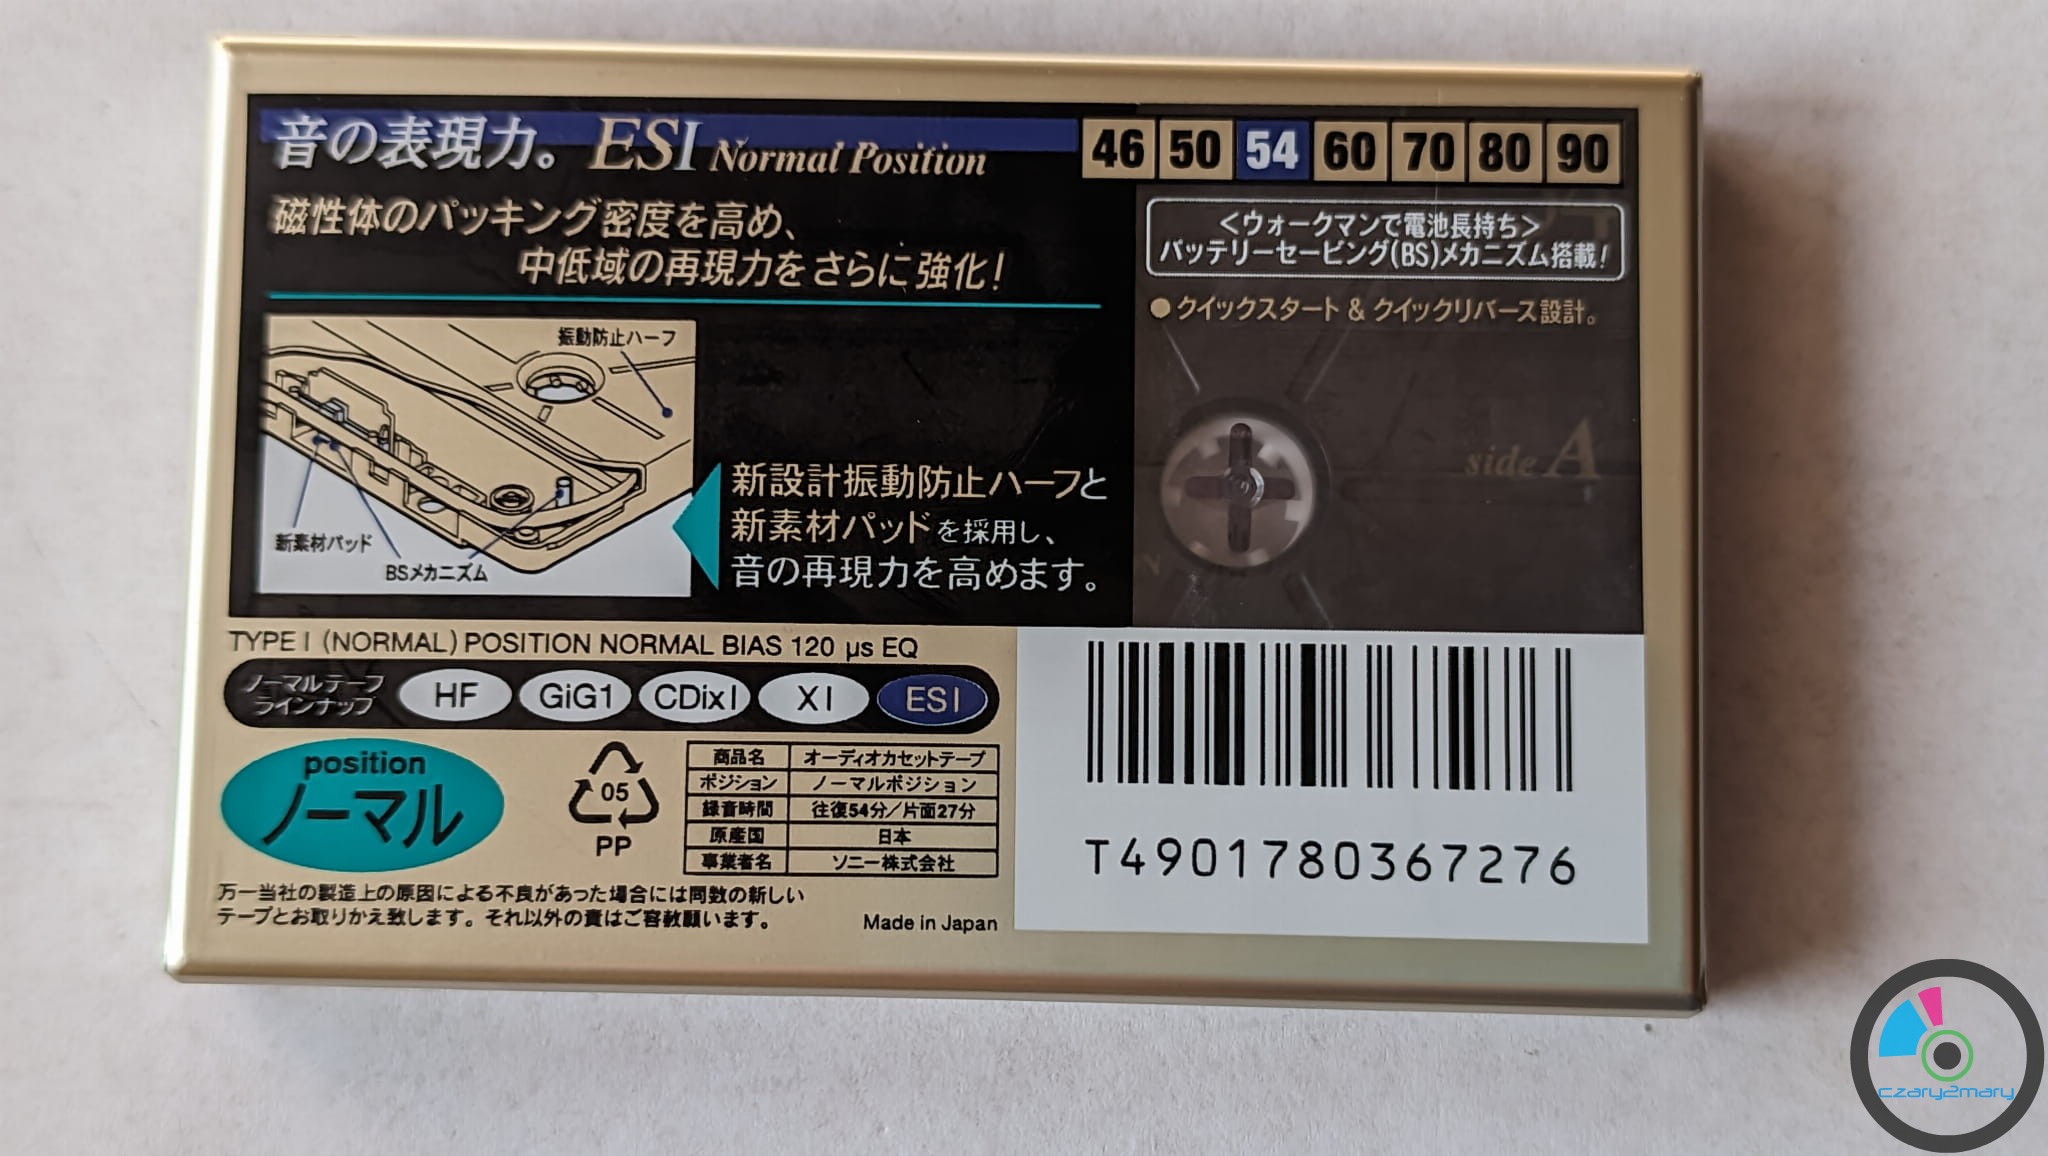 音の表現力。 ESI Normal Position
46 50 54 60 70 80 90
磁性体のパッキング密度を高め、
中低域の再現力をさらに強化!
<ウォークマンで電池長持ち>
バッテリーセービング(BS)メカニズム搭載!
●クイックスタート & クイックリバース設計。
振動防止ハーフ
新素材パッド
BSメカニズム
新設計振動防止ハーフと
新素材パッドを採用し、
音の再現力を高めます。
side A
TYPE I (NORMAL) POSITION NORMAL BIAS 120 µs EQ
ノーマルテープ
ラインナップ
HF GiG1 CDixI XI ESI
position
ノーマル
05
PP
商品名 オーディオカセットテープ
ポジション ノーマルポジション
録音時間 往復54分/片面27分
原産国 日本
事業者名 ソニー株式会社
万一当社の製造上の原因による不良があった場合には同数の新しい
テープとお取りかえ致します。それ以外の責はご容赦願います。
Made in Japan
T4901780367276
czary2mary